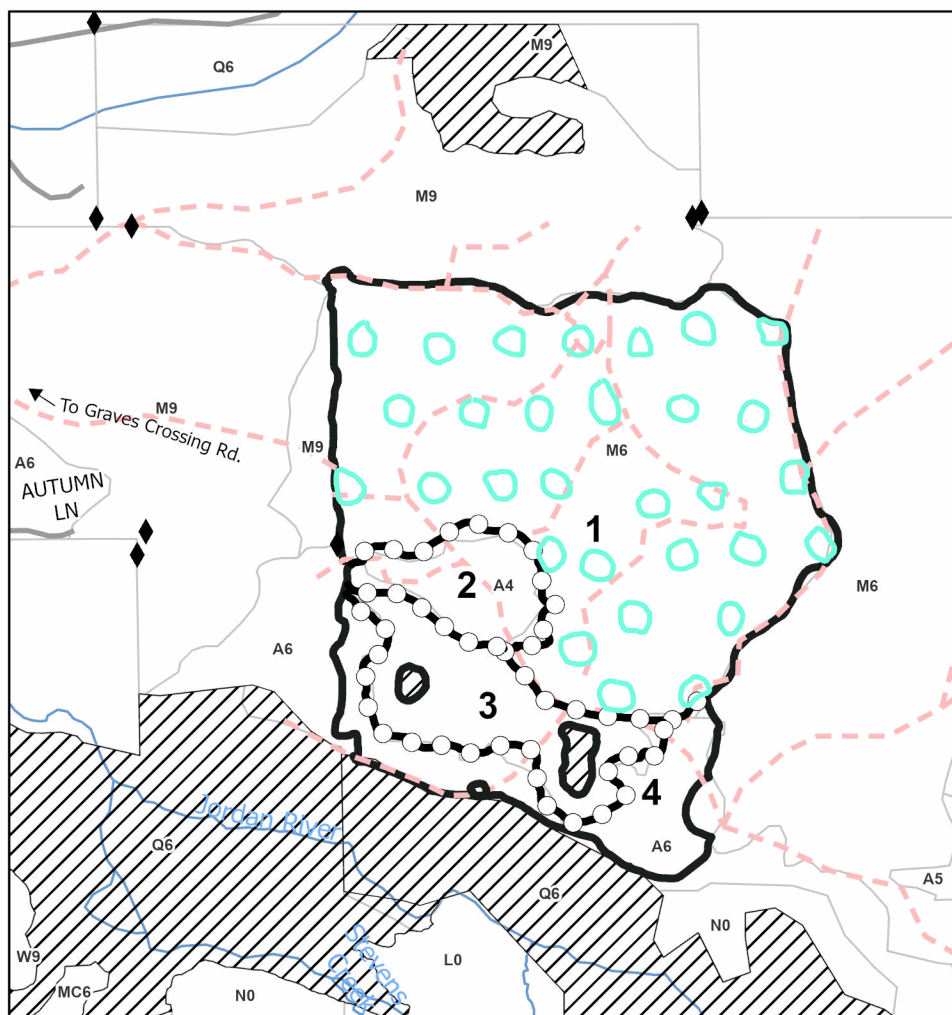 M9
Q6
M9
To Graves Crossing Rd.
M9
M9
M6
A6
AUTUMN
LN
1
2
A4
M6
A6
3
4
Jordan River
Q6
A6
A5
Q6
N0
Stevens
Creek
W9
L0
MC6
N0